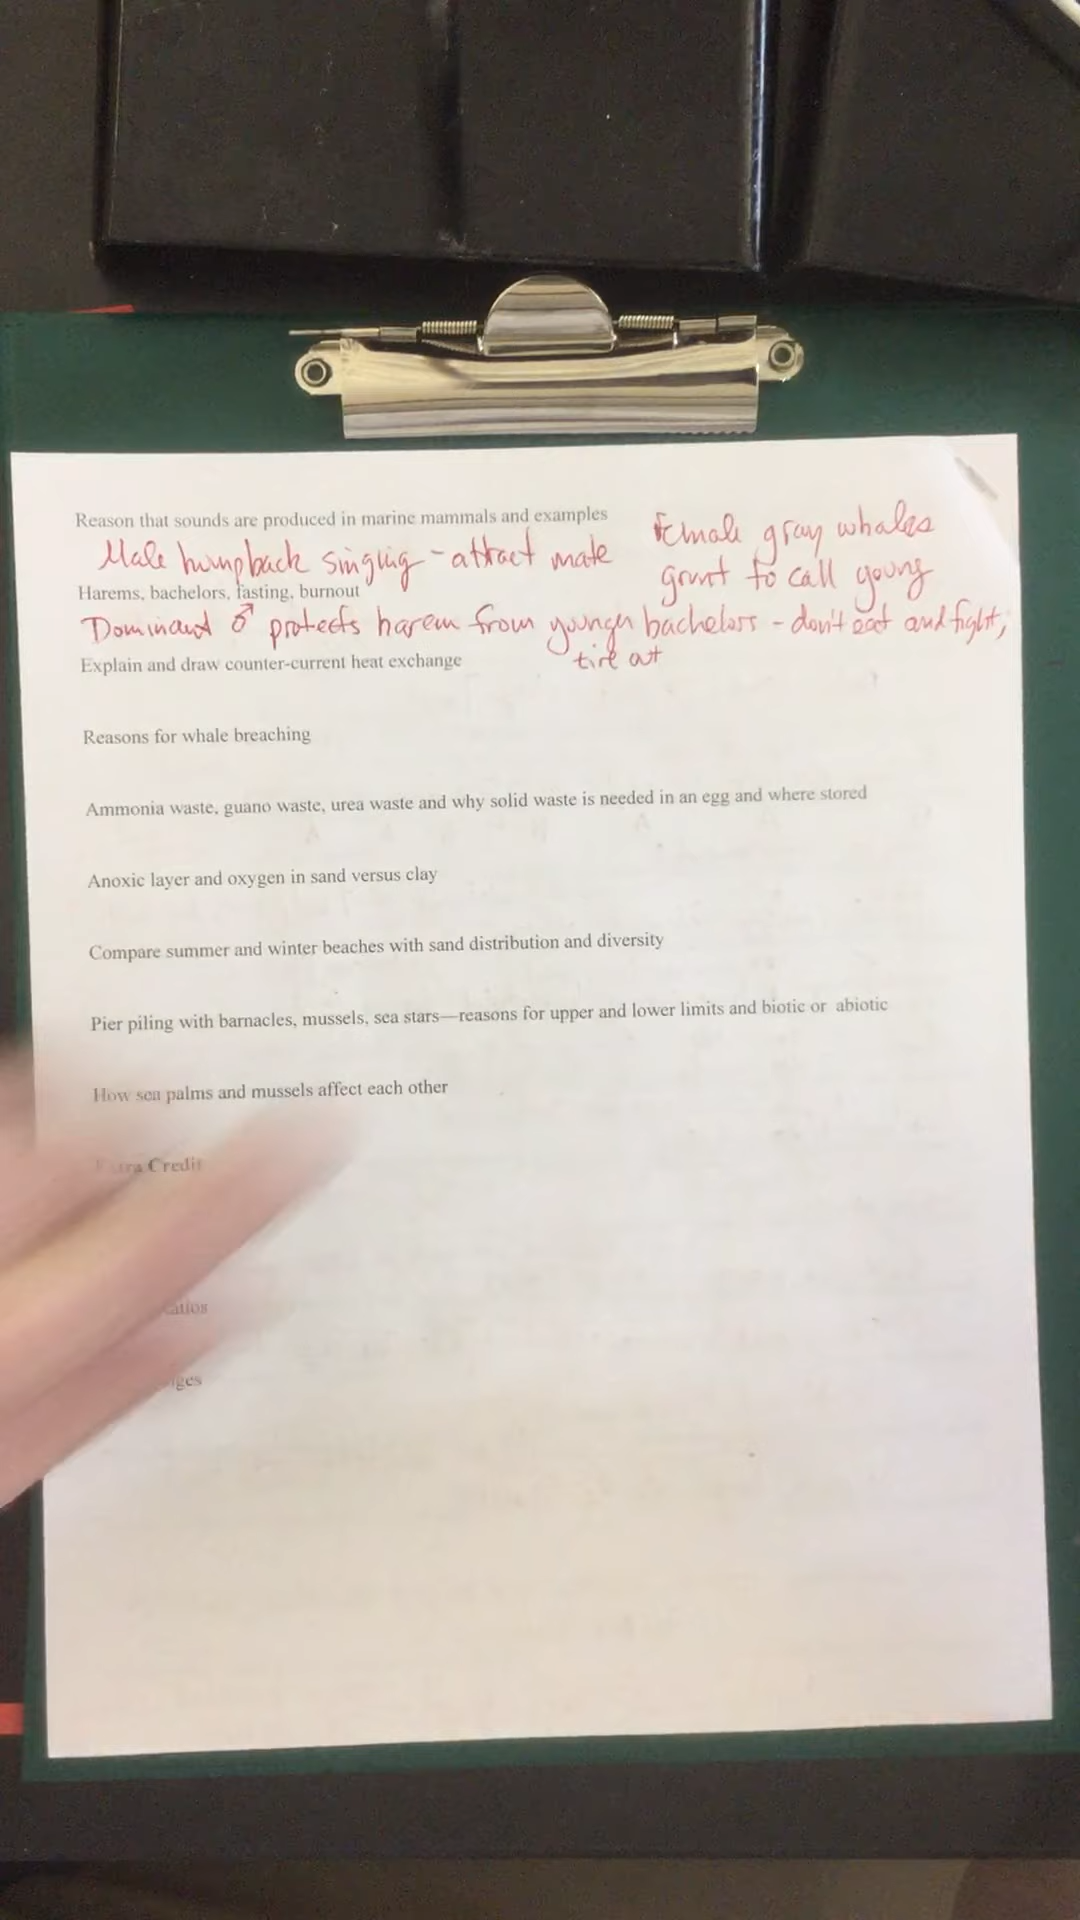 Reason that sounds are produced in marine mammals and examples
Male humpback singing - attract mate
Female gray whales
grunt to call young
Harems, bachelors, fasting, burnout
Dominant ♂ protects harem from younger bachelors - don't eat and fight,
tire out
Explain and draw counter-current heat exchange
Reasons for whale breaching
Ammonia waste, guano waste, urea waste and why solid waste is needed in an egg and where stored
Anoxic layer and oxygen in sand versus clay
Compare summer and winter beaches with sand distribution and diversity
Pier piling with barnacles, mussels, sea stars—reasons for upper and lower limits and biotic or abiotic
How sea palms and mussels affect each other
Extra Credit